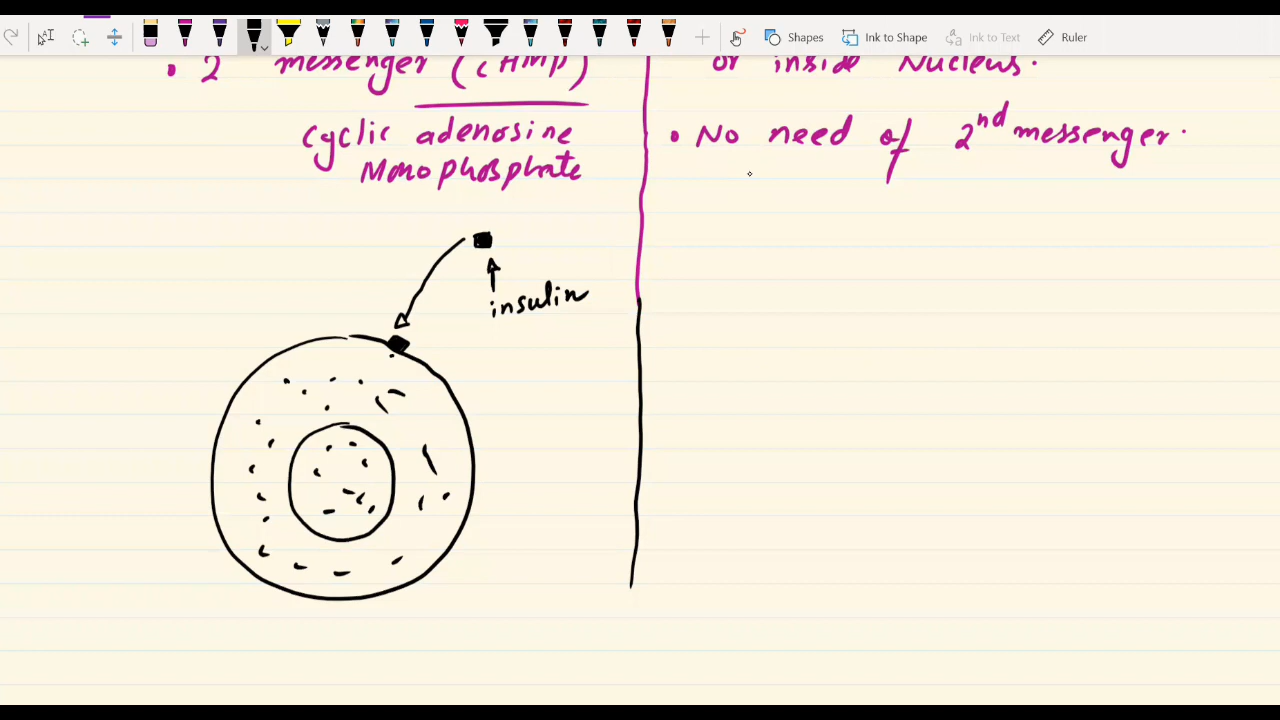 Shapes Ink to Shape Ink to Text Ruler
• 2 messenger (cAMP)
cyclic adenosine
Monophosphate
insulin
or inside Nucleus.
• No need of 2nd messenger.